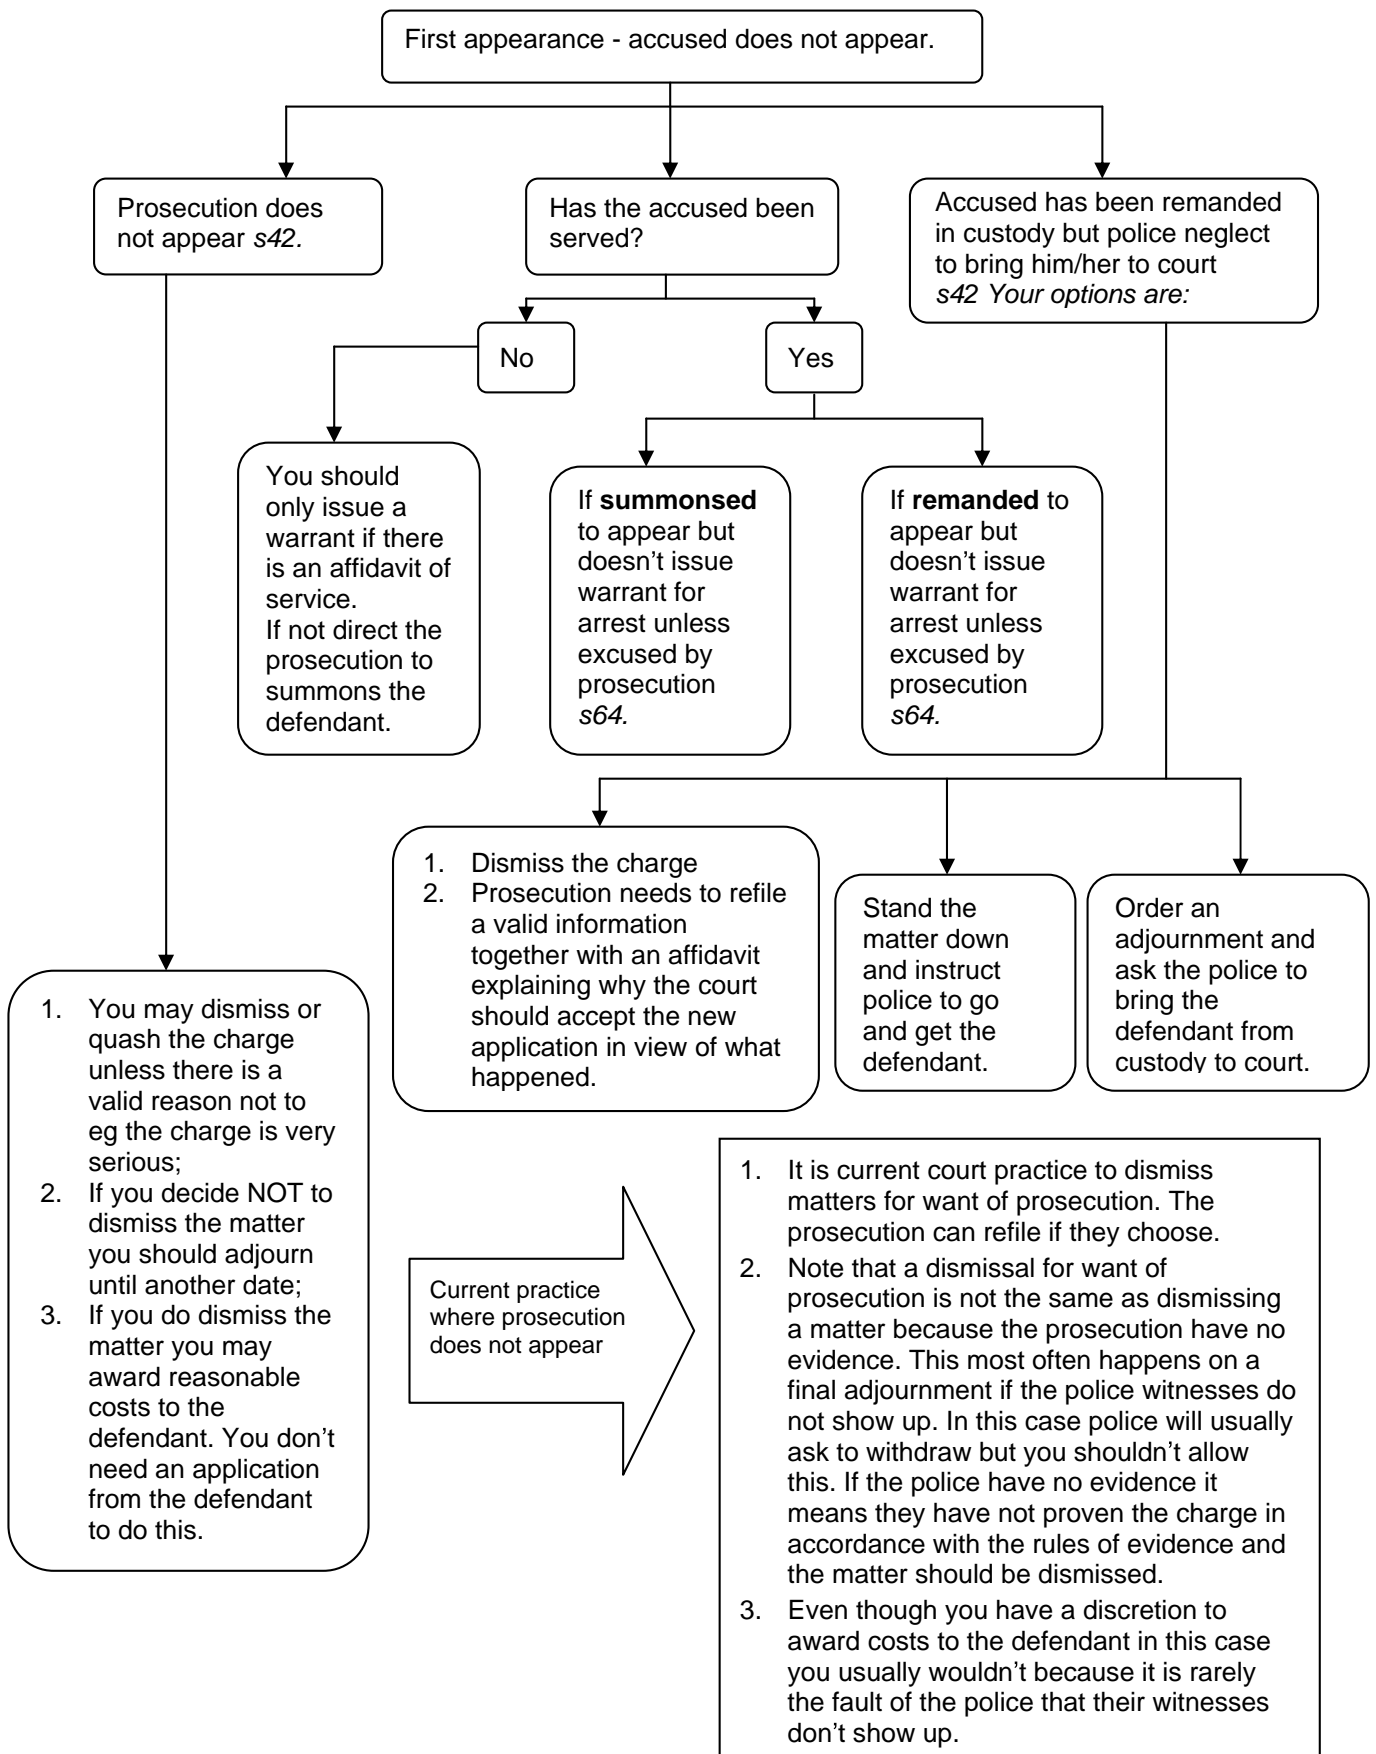 First appearance - accused does not appear.
Prosecution does
not appear s42.
Has the accused been
served?
Accused has been remanded
in custody but police neglect
to bring him/her to court
s42 Your options are:
No
Yes
You should
only issue a
warrant if there
is an affidavit of
service.
If not direct the
prosecution to
summons the
defendant.
If summonsed
to appear but
doesn’t issue
warrant for
arrest unless
excused by
prosecution
s64.
If remanded to
appear but
doesn’t issue
warrant for
arrest unless
excused by
prosecution
s64.
1. Dismiss the charge
2. Prosecution needs to refile
a valid information
together with an affidavit
explaining why the court
should accept the new
application in view of what
happened.
Stand the
matter down
and instruct
police to go
and get the
defendant.
Order an
adjournment and
ask the police to
bring the
defendant from
custody to court.
1. You may dismiss or
quash the charge
unless there is a
valid reason not to
eg the charge is very
serious;
2. If you decide NOT to
dismiss the matter
you should adjourn
until another date;
3. If you do dismiss the
matter you may
award reasonable
costs to the
defendant. You don’t
need an application
from the defendant
to do this.
Current practice
where prosecution
does not appear
1. It is current court practice to dismiss
matters for want of prosecution. The
prosecution can refile if they choose.
2. Note that a dismissal for want of
prosecution is not the same as dismissing
a matter because the prosecution have no
evidence. This most often happens on a
final adjournment if the police witnesses do
not show up. In this case police will usually
ask to withdraw but you shouldn’t allow
this. If the police have no evidence it
means they have not proven the charge in
accordance with the rules of evidence and
the matter should be dismissed.
3. Even though you have a discretion to
award costs to the defendant in this case
you usually wouldn’t because it is rarely
the fault of the police that their witnesses
don’t show up.